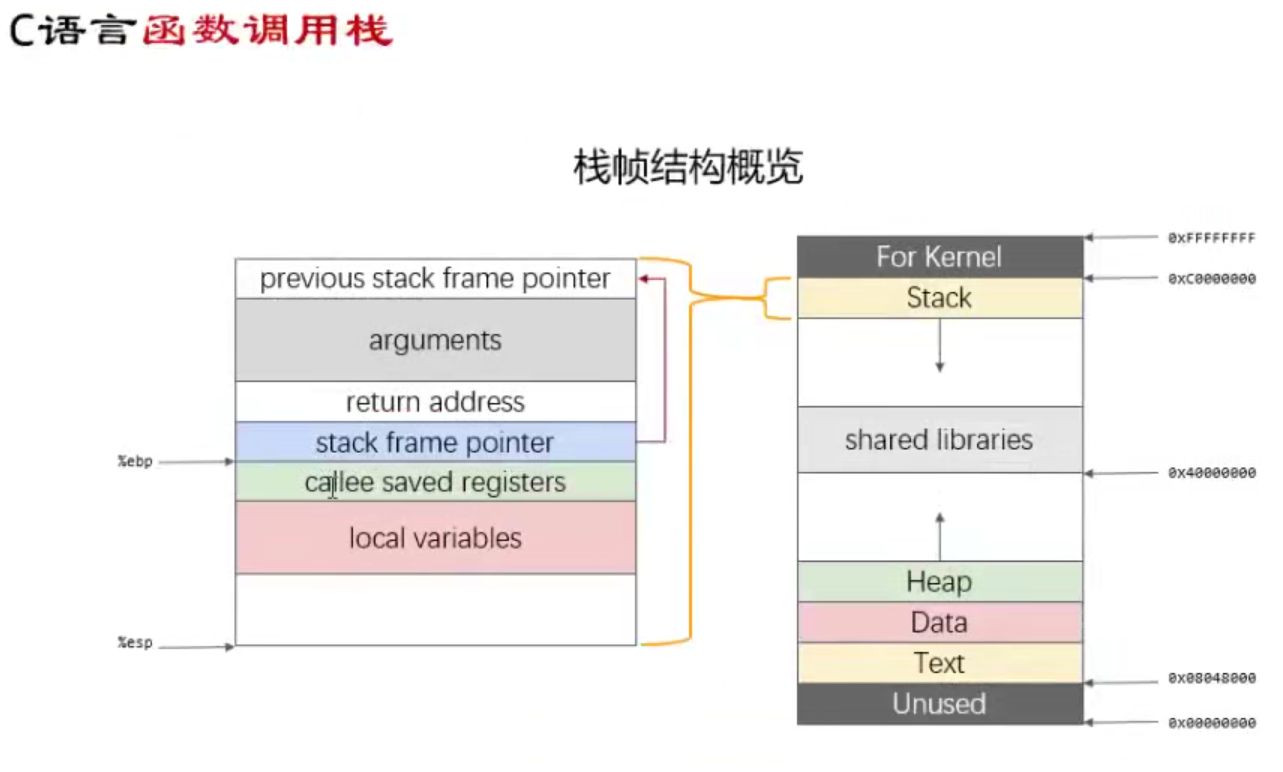 C语言函数调用栈
栈帧结构概览
previous stack frame pointer
arguments
return address
stack frame pointer
%ebp
callee saved registers
local variables
%esp
For Kernel
0xFFFFFFFF
0xC0000000
Stack
shared libraries
0x40000000
Heap
Data
Text
0x08048000
Unused
0x00000000